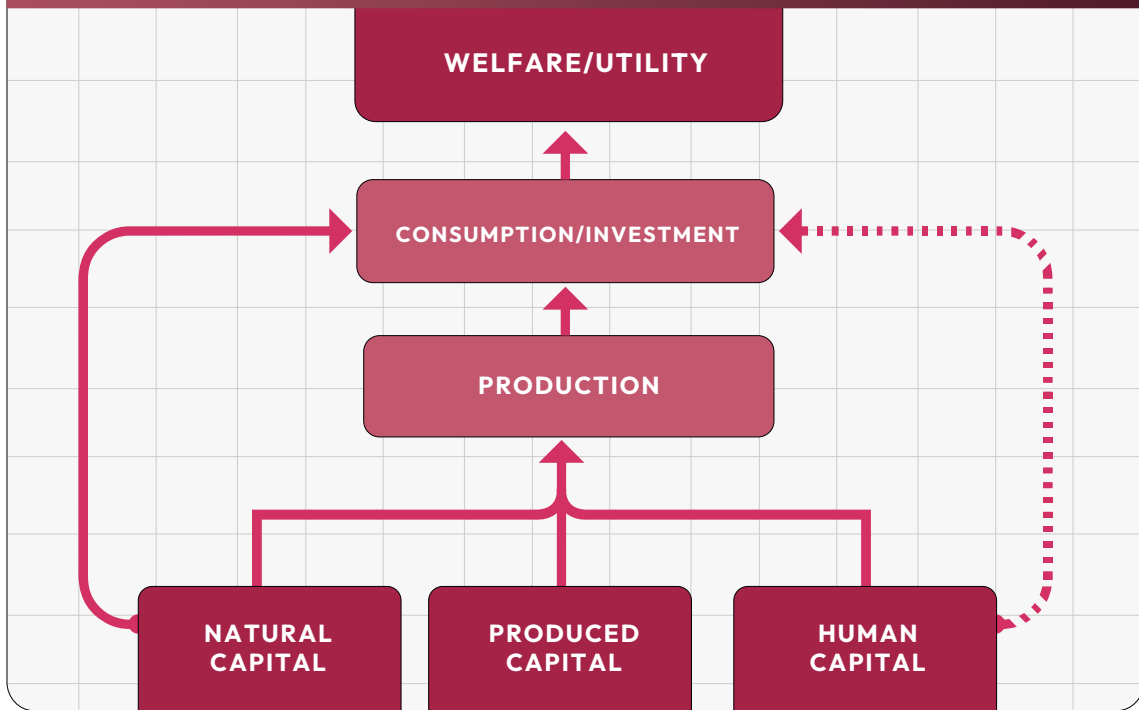 WELFARE/UTILITY
CONSUMPTION/INVESTMENT
PRODUCTION
NATURAL
CAPITAL
PRODUCED
CAPITAL
HUMAN
CAPITAL